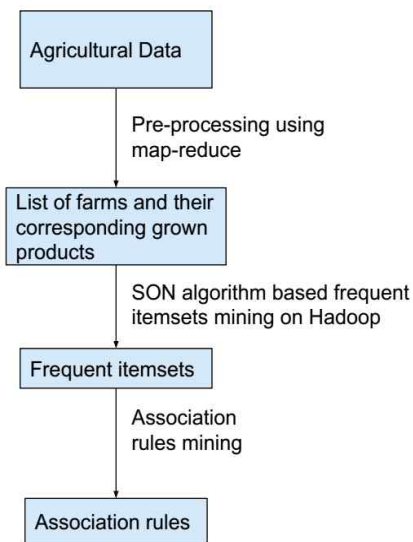 Agricultural Data
Pre-processing using
map-reduce
List of farms and their
corresponding grown
products
SON algorithm based frequent
itemsets mining on Hadoop
Frequent itemsets
Association
rules mining
Association rules